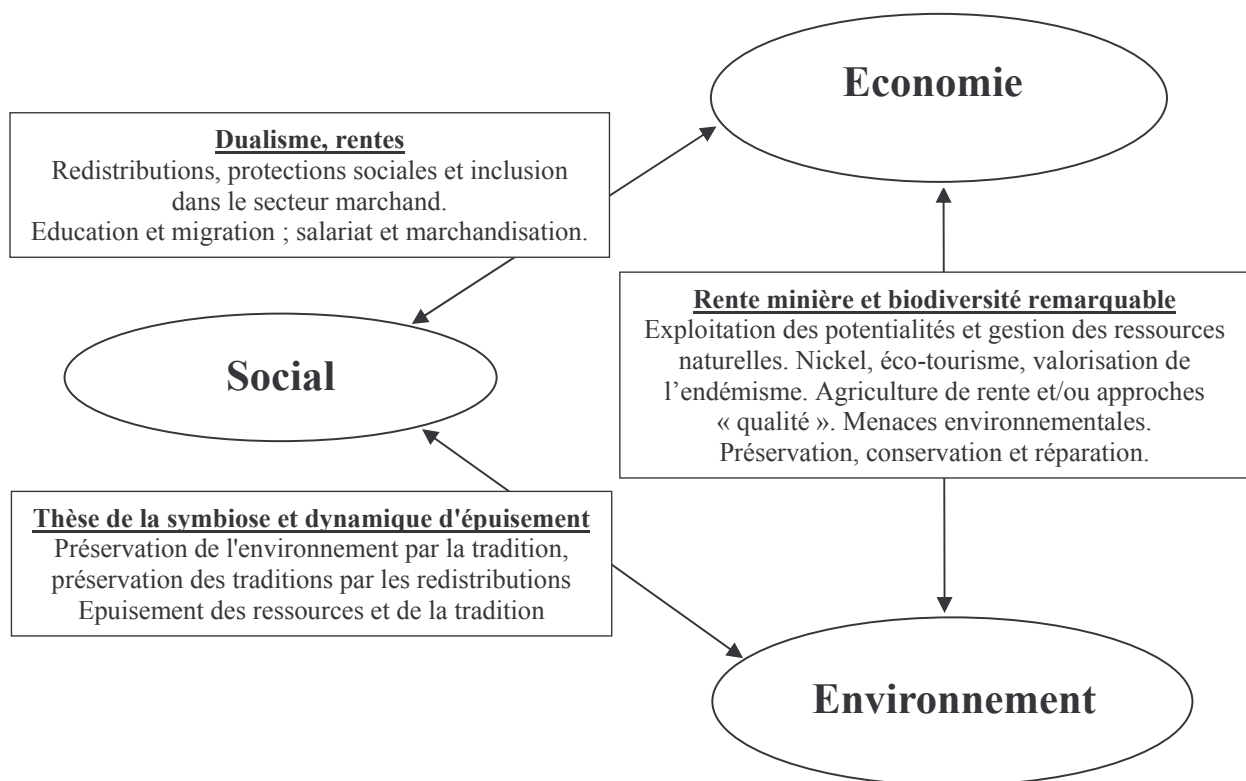 Economie
Dualisme, rentes
Redistributions, protections sociales et inclusion
dans le secteur marchand.
Education et migration ; salariat et marchandisation.
Rente minière et biodiversité remarquable
Exploitation des potentialités et gestion des ressources
naturelles. Nickel, éco-tourisme, valorisation de
l’endémisme. Agriculture de rente et/ou approches
« qualité ». Menaces environnementales.
Préservation, conservation et réparation.
Social
Thèse de la symbiose et dynamique d'épuisement
Préservation de l'environnement par la tradition,
préservation des traditions par les redistributions
Epuisement des ressources et de la tradition
Environnement